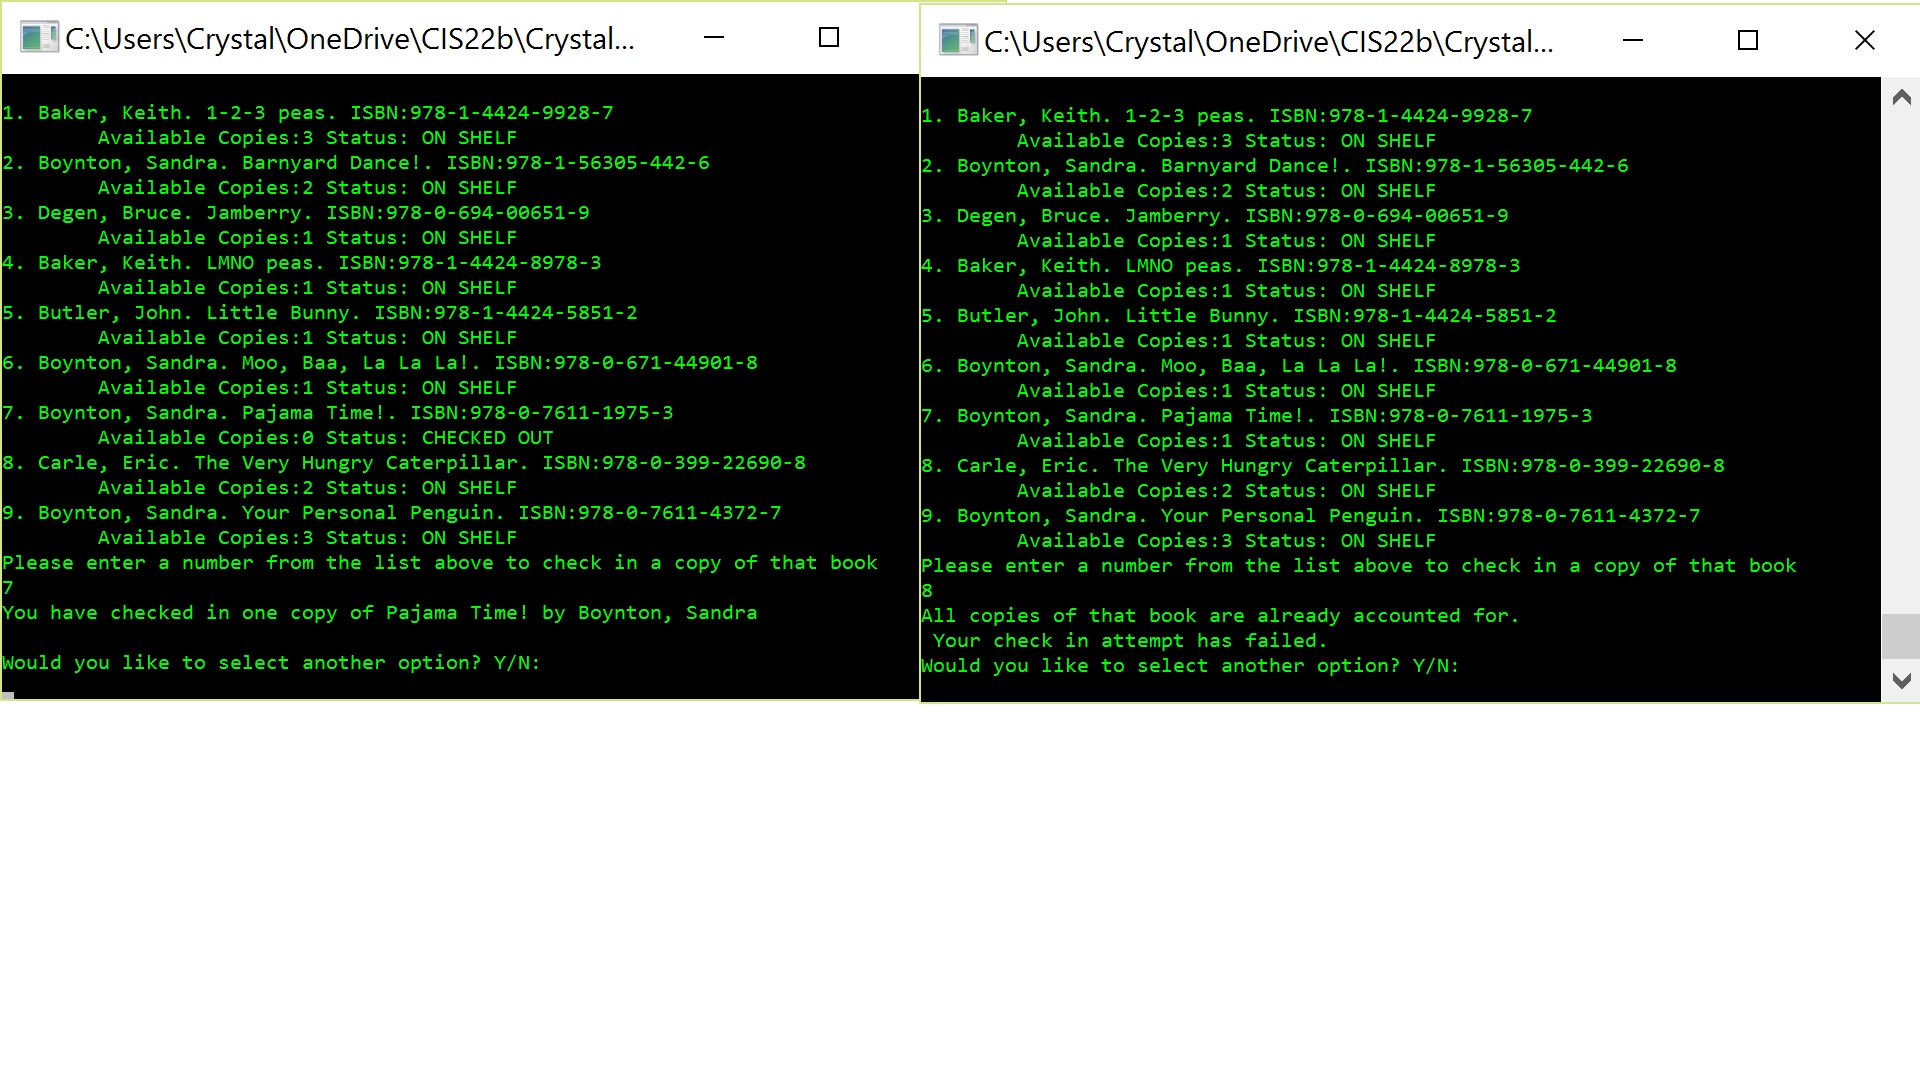 C:\Users\Crystal\OneDrive\CIS22b\Crystal...
1. Baker, Keith. 1-2-3 peas. ISBN:978-1-4424-9928-7
Available Copies:3 Status: ON SHELF
2. Boynton, Sandra. Barnyard Dance!. ISBN:978-1-56305-442-6
Available Copies:2 Status: ON SHELF
3. Degen, Bruce. Jamberry. ISBN:978-0-694-00651-9
Available Copies:1 Status: ON SHELF
4. Baker, Keith. LMNO peas. ISBN:978-1-4424-8978-3
Available Copies:1 Status: ON SHELF
5. Butler, John. Little Bunny. ISBN:978-1-4424-5851-2
Available Copies:1 Status: ON SHELF
6. Boynton, Sandra. Moo, Baa, La La La!. ISBN:978-0-671-44901-8
Available Copies:1 Status: ON SHELF
7. Boynton, Sandra. Pajama Time!. ISBN:978-0-7611-1975-3
Available Copies:0 Status: CHECKED OUT
8. Carle, Eric. The Very Hungry Caterpillar. ISBN:978-0-399-22690-8
Available Copies:2 Status: ON SHELF
9. Boynton, Sandra. Your Personal Penguin. ISBN:978-0-7611-4372-7
Available Copies:3 Status: ON SHELF
Please enter a number from the list above to check in a copy of that book
7
You have checked in one copy of Pajama Time! by Boynton, Sandra
Would you like to select another option? Y/N:
C:\Users\Crystal\OneDrive\CIS22b\Crystal...
1. Baker, Keith. 1-2-3 peas. ISBN:978-1-4424-9928-7
Available Copies:3 Status: ON SHELF
2. Boynton, Sandra. Barnyard Dance!. ISBN:978-1-56305-442-6
Available Copies:2 Status: ON SHELF
3. Degen, Bruce. Jamberry. ISBN:978-0-694-00651-9
Available Copies:1 Status: ON SHELF
4. Baker, Keith. LMNO peas. ISBN:978-1-4424-8978-3
Available Copies:1 Status: ON SHELF
5. Butler, John. Little Bunny. ISBN:978-1-4424-5851-2
Available Copies:1 Status: ON SHELF
6. Boynton, Sandra. Moo, Baa, La La La!. ISBN:978-0-671-44901-8
Available Copies:1 Status: ON SHELF
7. Boynton, Sandra. Pajama Time!. ISBN:978-0-7611-1975-3
Available Copies:1 Status: ON SHELF
8. Carle, Eric. The Very Hungry Caterpillar. ISBN:978-0-399-22690-8
Available Copies:2 Status: ON SHELF
9. Boynton, Sandra. Your Personal Penguin. ISBN:978-0-7611-4372-7
Available Copies:3 Status: ON SHELF
Please enter a number from the list above to check in a copy of that book
8
All copies of that book are already accounted for.
Your check in attempt has failed.
Would you like to select another option? Y/N: